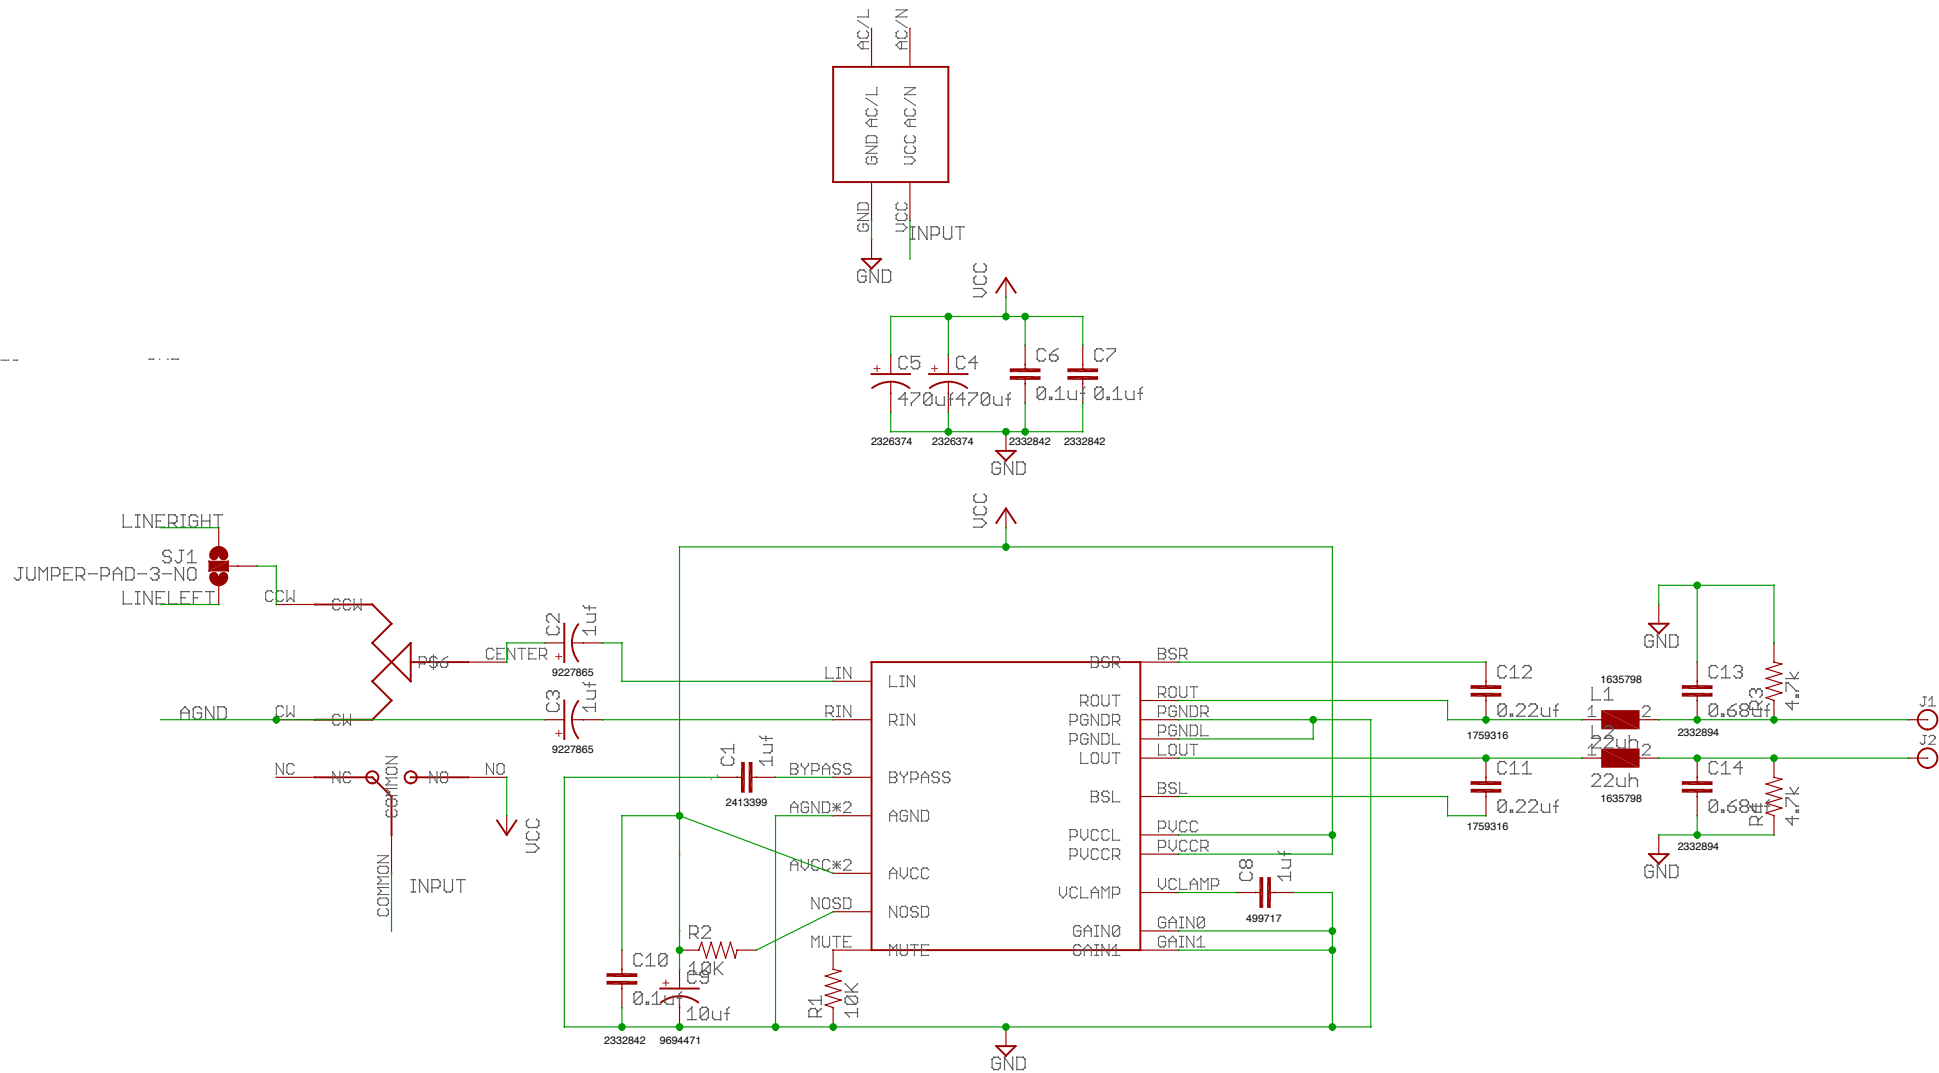 AC/L
AC/N
GND AC/L
VCC AC/N
GND
VCC
INPUT
GND
VCC
C5
C4
C6
C7
470uf
470uf
0.1uf
0.1uf
2326374
2326374
2332842
2332842
GND
VCC
LINERIGHT
SJ1
JUMPER-PAD-3-NO
LINELEFT
CCW
CCW
P$6
CENTER
C2
1uf
9227865
AGND
CW
CW
C3
1uf
9227865
NC
NC
COMMON
NO
NO
VCC
COMMON
INPUT
C1
1uf
2413399
LIN
LIN
RIN
RIN
BYPASS
BYPASS
AGND*2
AGND
AVCC*2
AVCC
NOSD
NOSD
MUTE
MUTE
R2
10K
C10
0.1uf
2332842
C9
10uf
9694471
R1
10K
GND
BSR
BSR
ROUT
ROUT
PGNDR
PGNDR
PGNDL
PGNDL
LOUT
LOUT
BSL
BSL
PVCCL
PVCC
PVCCR
PVCCR
VCLAMP
VCLAMP
GAIN0
GAIN0
GAIN1
GAIN1
C8
1uf
499717
C12
0.22uf
1759316
1635798
L1
1
2
22uh
GND
C13
0.68uf
2332894
R3
4.7k
J1
J2
L2
1
2
22uh
1635798
C11
0.22uf
1759316
C14
0.68uf
2332894
R4
4.7k
GND